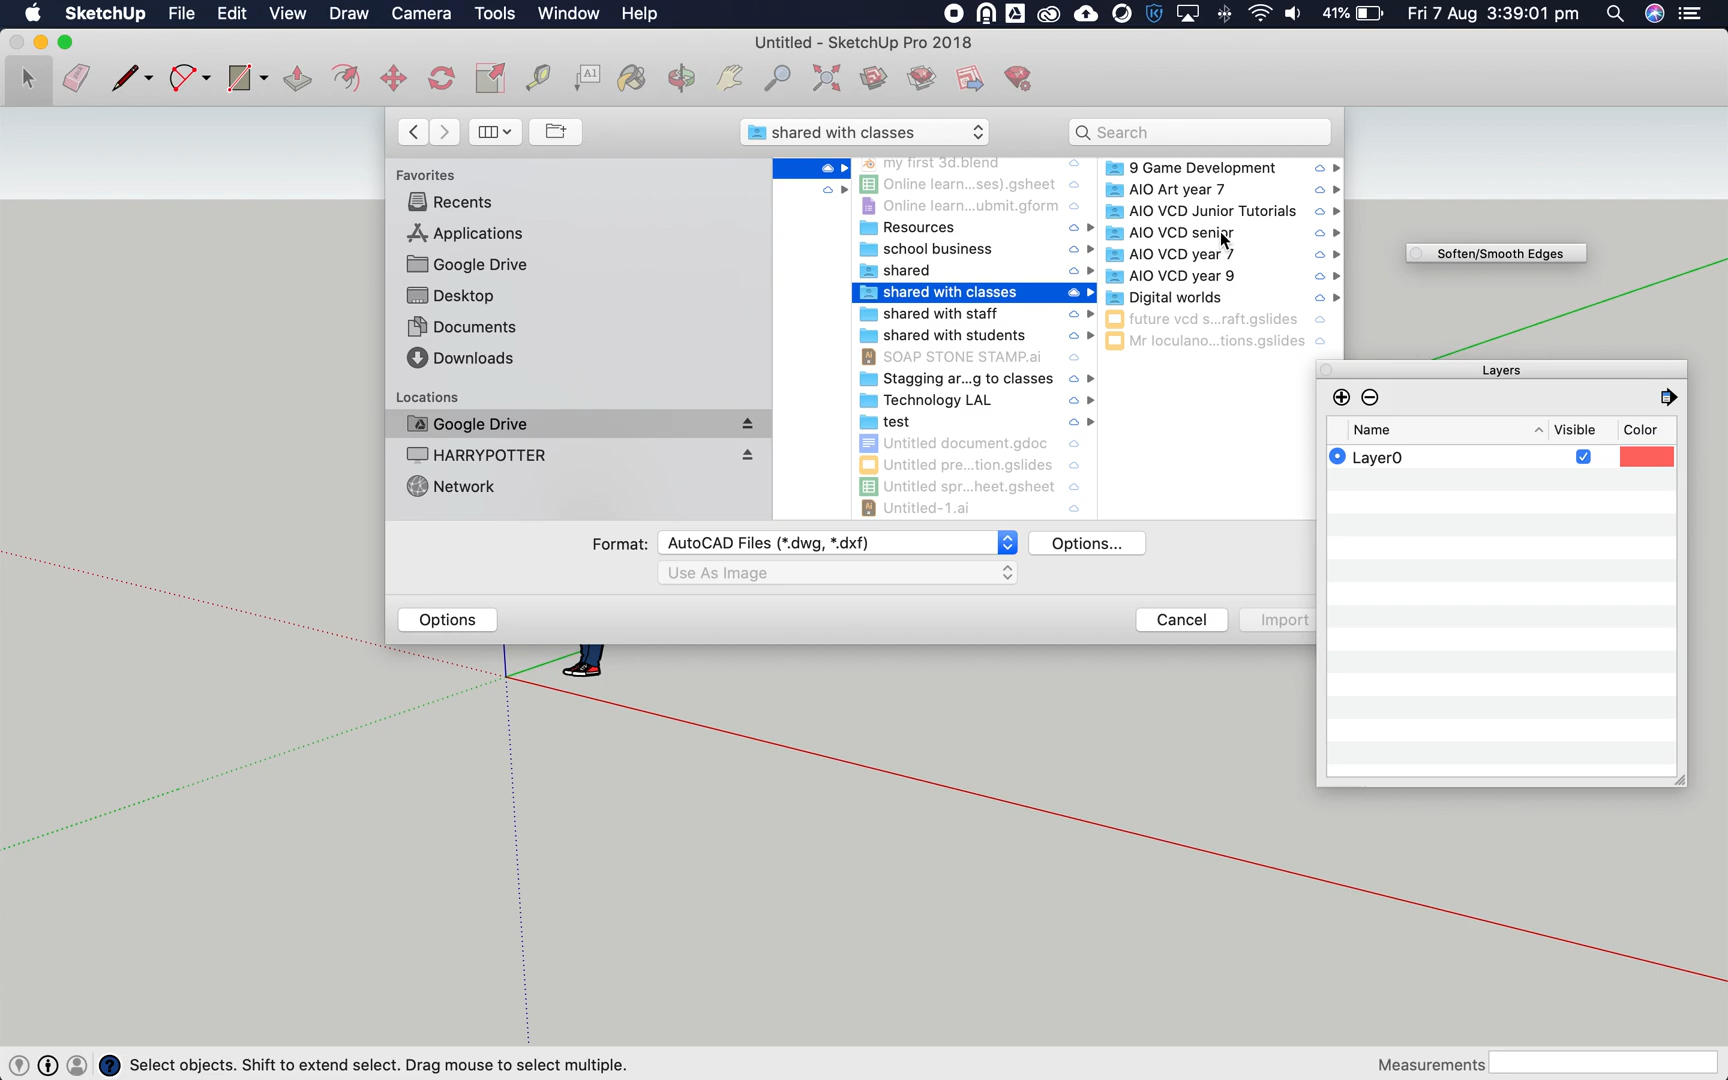 SketchUp File Edit View Draw Camera Tools Window Help 41% Fri 7 Aug 3:39:01 pm
Untitled - SketchUp Pro 2018
A1
shared with classes
Search
Favorites
Recents
Applications
Google Drive
Desktop
Documents
Downloads
Locations
Google Drive
HARRYPOTTER
Network
my first 3d.blend
Online learn...ses).gsheet
Online learn...ubmit.gform
Resources
school business
shared
shared with classes
shared with staff
shared with students
SOAP STONE STAMP.ai
Stagging ar...g to classes
Technology LAL
test
Untitled document.gdoc
Untitled pre...tion.gslides
Untitled spr...heet.gsheet
Untitled-1.ai
9 Game Development
AIO Art year 7
AIO VCD Junior Tutorials
AIO VCD senior
AIO VCD year 7
AIO VCD year 9
Digital worlds
future vcd s...raft.gslides
Mr Ioculano...tions.gslides
Format: AutoCAD Files (*.dwg, *.dxf) Options...
Use As Image
Options Cancel Import
Soften/Smooth Edges
Layers
Name Visible Color
Layer0
Select objects. Shift to extend select. Drag mouse to select multiple.
Measurements